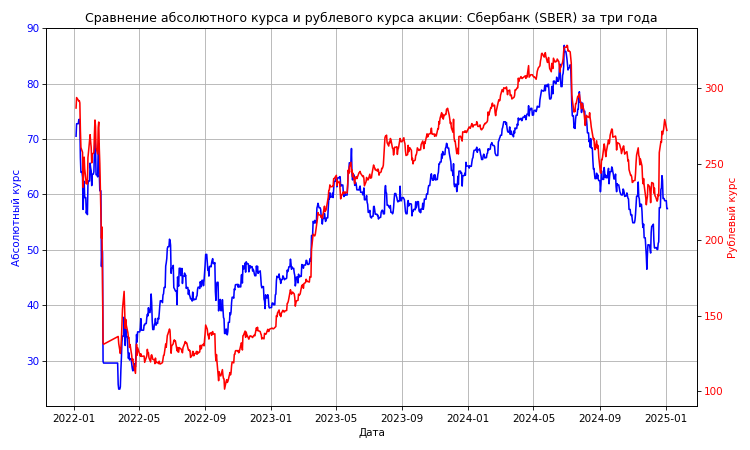 Сравнение абсолютного курса и рублевого курса акции: Сбербанк (SBER) за три года
90
80
70
60
50
40
30
Абсолютный курс
300
250
200
150
100
Рублевый курс
2022-01 2022-05 2022-09 2023-01 2023-05 2023-09 2024-01 2024-05 2024-09 2025-01
Дата